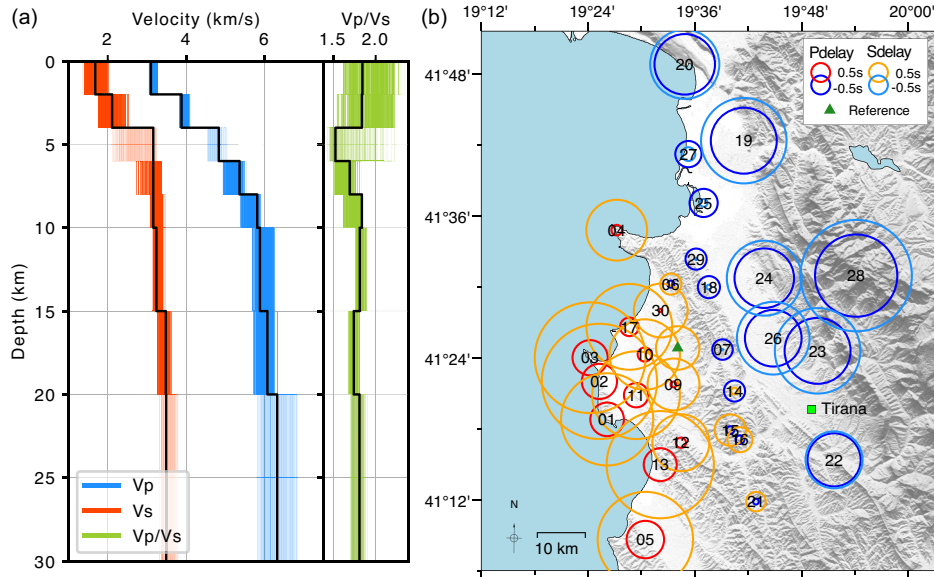 (a)
Velocity (km/s)
Vp/Vs
2 4 6
1.5 2.0
0
5
10
15
20
25
30
Depth (km)
Vp
Vs
Vp/Vs
(b)
19°12' 19°24' 19°36' 19°48' 20°00'
41°48'
41°36'
41°24'
41°12'
Pdelay Sdelay
0.5s 0.5s
-0.5s -0.5s
Reference
20
19
27
25
04
29
06
18
24
28
30
17
26
03
10
07
23
02
09
11
14
01
Tirana
15
16
12
13
22
21
05
N
10 km